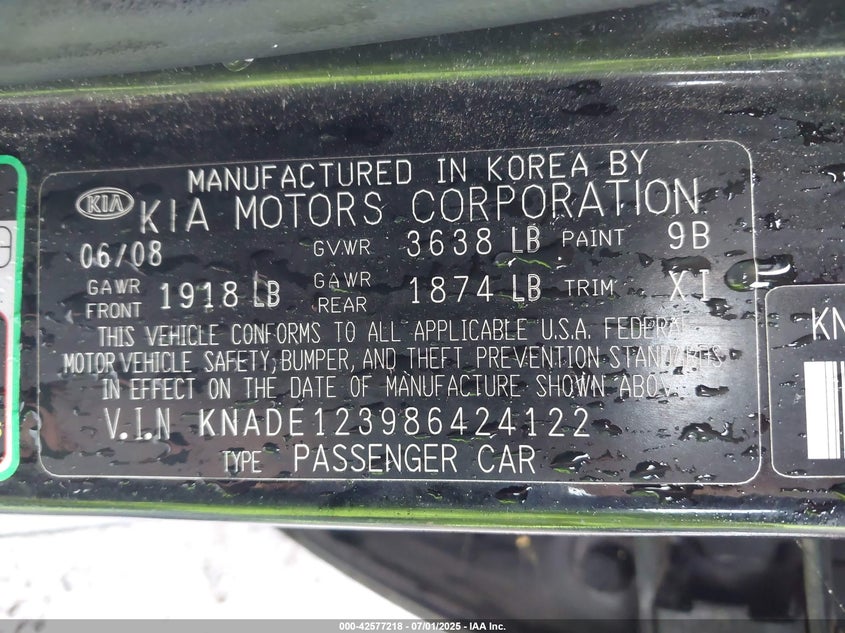 MANUFACTURED IN KOREA BY
KIA KIA MOTORS CORPORATION
06/08 GVWR 3638 LB PAINT 9B
GAWR FRONT 1918 LB GAWR REAR 1874 LB TRIM XI
THIS VEHICLE CONFORMS TO ALL APPLICABLE U.S.A. FEDERAL
MOTOR VEHICLE SAFETY, BUMPER, AND THEFT PREVENTION STANDARDS
IN EFFECT ON THE DATE OF MANUFACTURE SHOWN ABOVE
V.I.N KNADE123986424122
TYPE PASSENGER CAR
KN
000-42577218 - 07/01/2025 - IAA Inc.